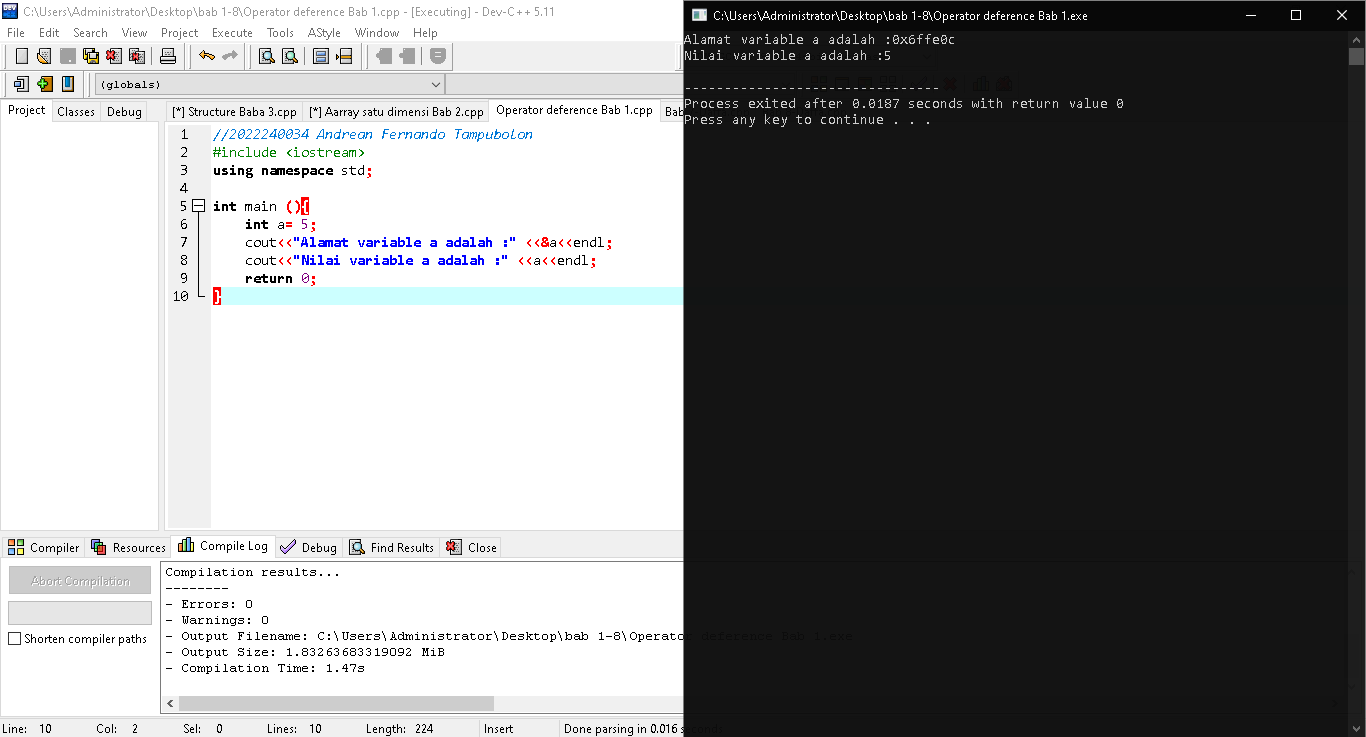 C:\Users\Administrator\Desktop\bab 1-8\Operator deference Bab 1.cpp - [Executing] - Dev-C++ 5.11
File Edit Search View Project Execute Tools AStyle Window Help
(globals)
Project Classes Debug
[*] Structure Baba 3.cpp [*] Aarray satu dimensi Bab 2.cpp Operator deference Bab 1.cpp Bab
1 //2022240034 Andrean Fernando Tampubolon
2 #include <iostream>
3 using namespace std;
4
5 int main (){
6 int a= 5;
7 cout<<"Alamat variable a adalah :" <<&a<<endl;
8 cout<<"Nilai variable a adalah :" <<a<<endl;
9 return 0;
10 }
Compiler Resources Compile Log Debug Find Results Close
Abort Compilation
Shorten compiler paths
Compilation results...
--------
- Errors: 0
- Warnings: 0
- Output Filename: C:\Users\Administrator\Desktop\bab 1-8\Operator deference Bab 1.exe
- Output Size: 1.83263683319092 MiB
- Compilation Time: 1.47s
Line: 10 Col: 2 Sel: 0 Lines: 10 Length: 224 Insert Done parsing in 0.016 seconds
C:\Users\Administrator\Desktop\bab 1-8\Operator deference Bab 1.exe
Alamat variable a adalah :0x6ffe0c
Nilai variable a adalah :5
--------------------------------
Process exited after 0.0187 seconds with return value 0
Press any key to continue . . .